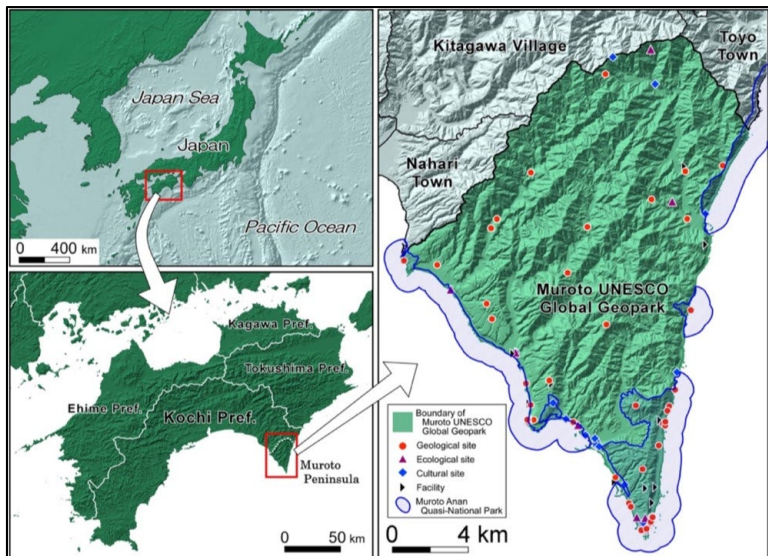 Japan Sea
Japan
Pacific Ocean
0 400 km
Kagawa Pref.
Tokushima Pref.
Ehime Pref.
Kochi Pref.
Muroto
Peninsula
0 50 km
Kitagawa Village
Toyo
Town
Nahari
Town
Muroto UNESCO
Global Geopark
Boundary of
Muroto UNESCO
Global Geopark
Geological site
Ecological site
Cultural site
Facility
Muroto Anan
Quasi-National Park
0 4 km